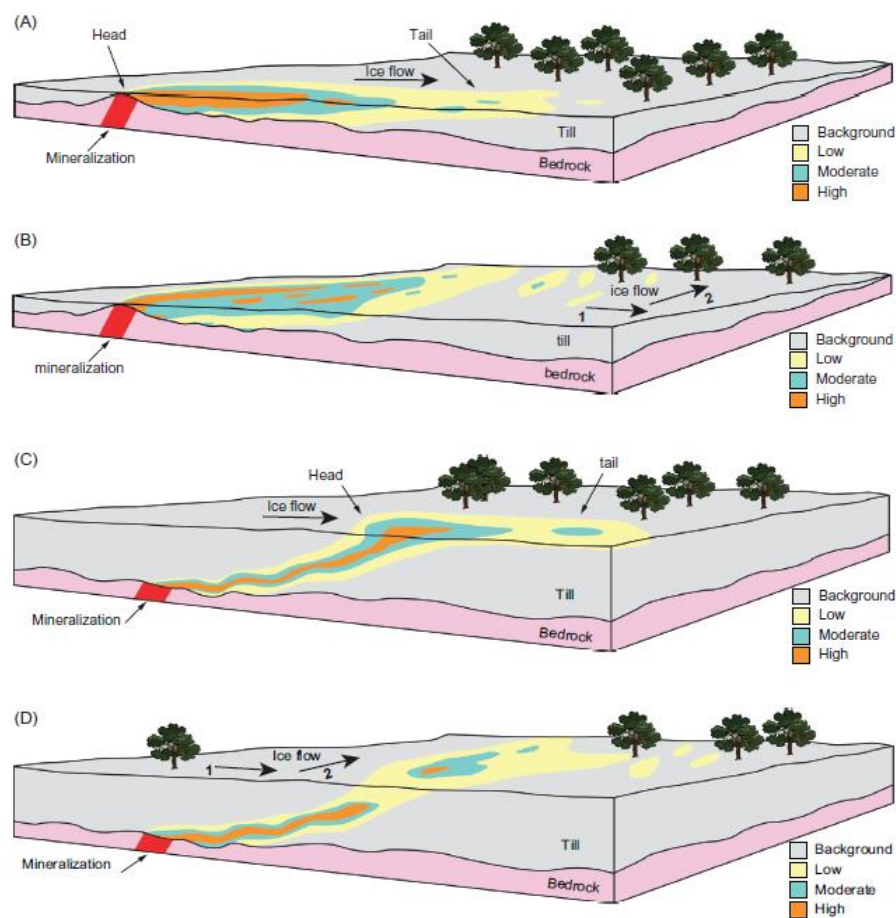 (A)
Head
Tail
Ice flow
Till
Mineralization
Bedrock
Background
Low
Moderate
High
(B)
ice flow
1
2
till
mineralization
bedrock
Background
Low
Moderate
High
(C)
Head
tail
Ice flow
Till
Mineralization
Bedrock
Background
Low
Moderate
High
(D)
Ice flow
1
2
Till
Mineralization
Bedrock
Background
Low
Moderate
High